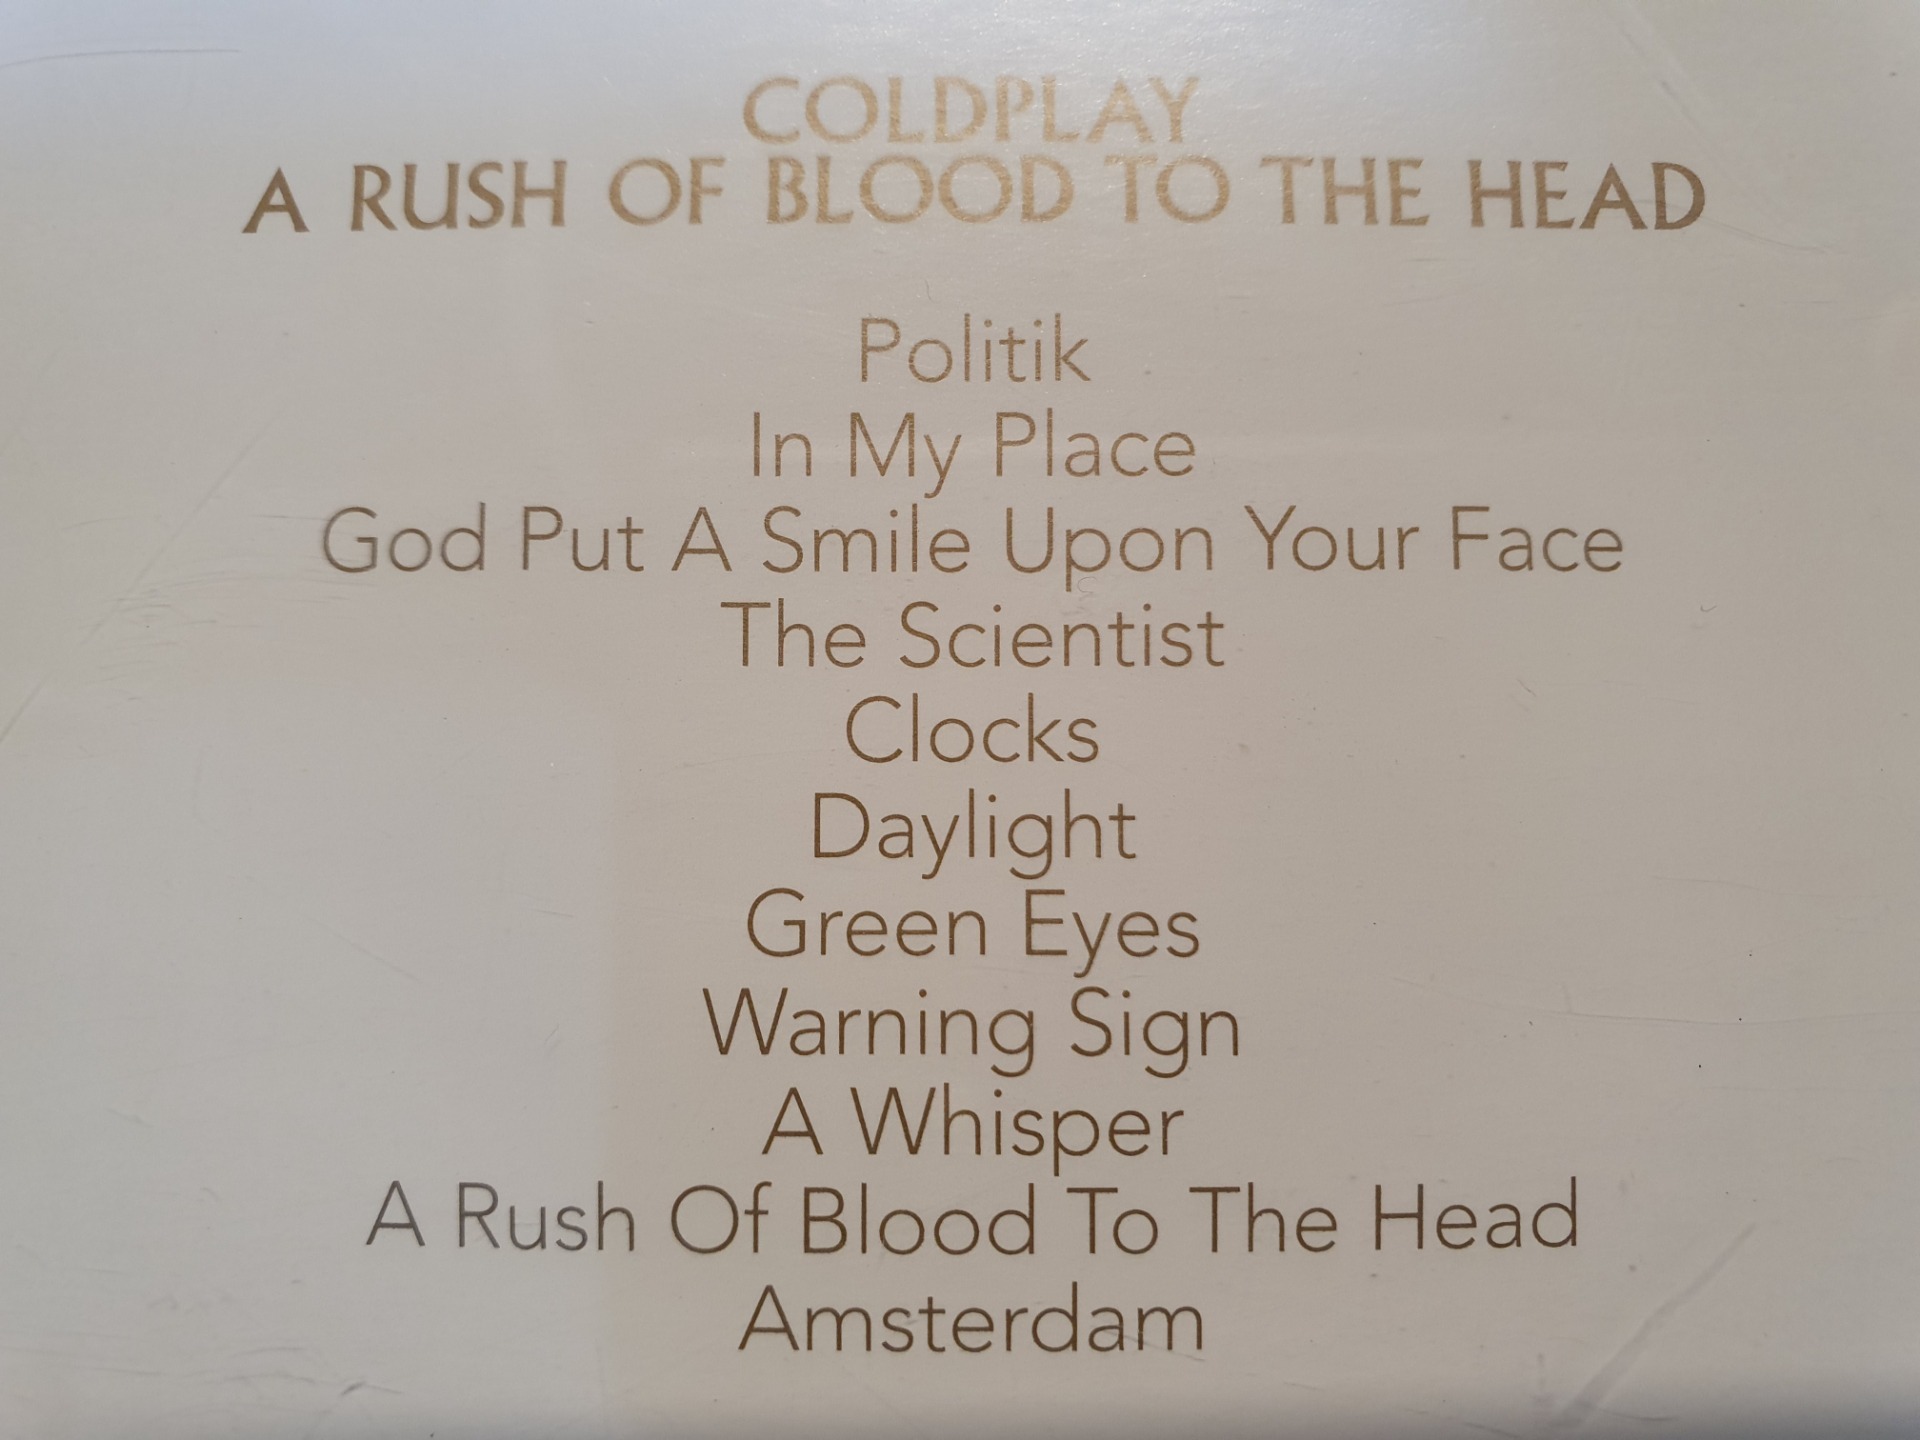 COLDPLAY
A RUSH OF BLOOD TO THE HEAD
Politik
In My Place
God Put A Smile Upon Your Face
The Scientist
Clocks
Daylight
Green Eyes
Warning Sign
A Whisper
A Rush Of Blood To The Head
Amsterdam